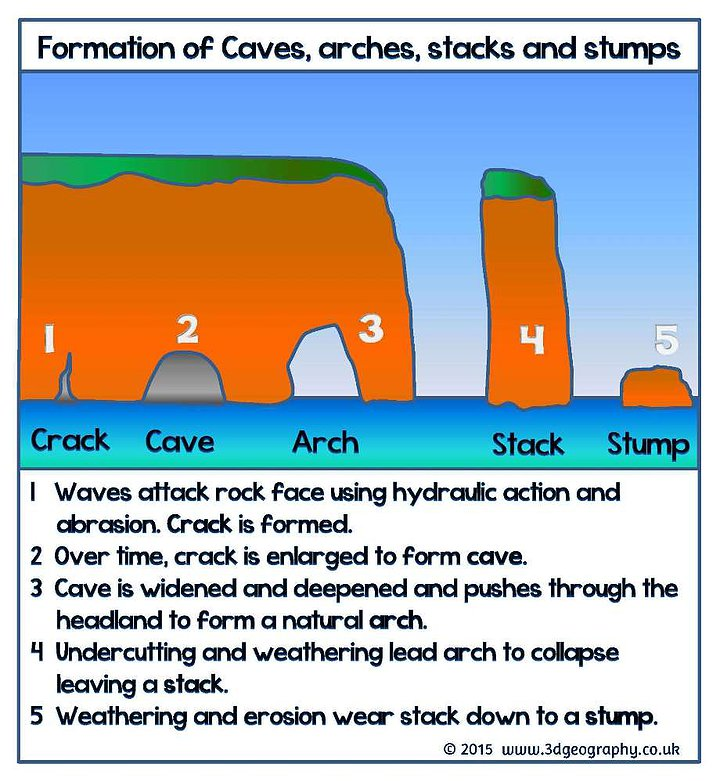 Formation of Caves, arches, stacks and stumps
1 2 3 4 5
Crack Cave Arch Stack Stump
1 Waves attack rock face using hydraulic action and
abrasion. Crack is formed.
2 Over time, crack is enlarged to form cave.
3 Cave is widened and deepened and pushes through the
headland to form a natural arch.
4 Undercutting and weathering lead arch to collapse
leaving a stack.
5 Weathering and erosion wear stack down to a stump.
© 2015 www.3dgeography.co.uk